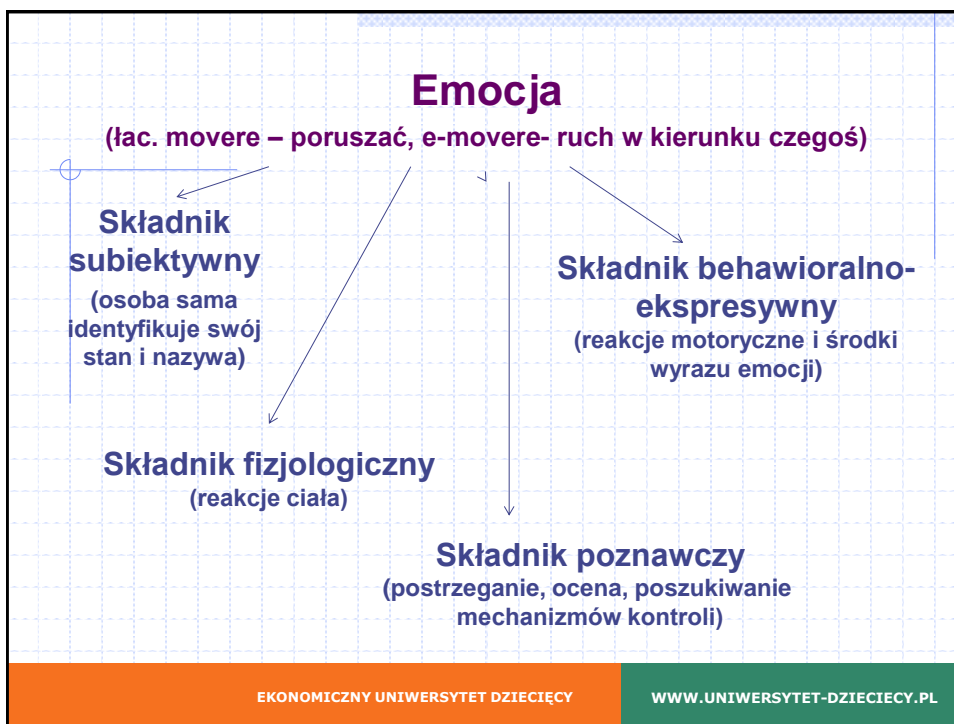 Emocja
(łac. movere – poruszać, e-movere- ruch w kierunku czegoś)
Składnik
subiektywny
(osoba sama
identyfikuje swój
stan i nazywa)
Składnik behawioralno-
ekspresywny
(reakcje motoryczne i środki
wyrazu emocji)
Składnik fizjologiczny
(reakcje ciała)
Składnik poznawczy
(postrzeganie, ocena, poszukiwanie
mechanizmów kontroli)
EKONOMICZNY UNIWERSYTET DZIECIĘCY
WWW.UNIWERSYTET-DZIECIECY.PL